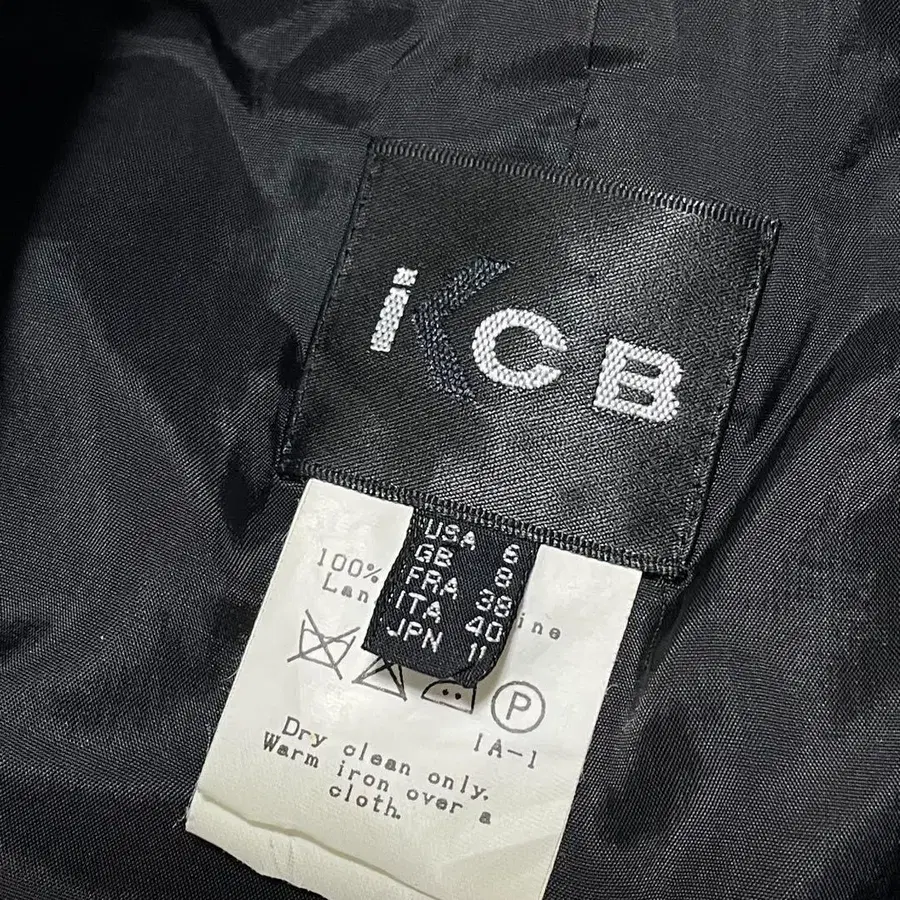 iKCB
USA 6
GB 8
FRA 38
ITA 40
JPN 11
100%
Lan
ine
P
IA-1
Dry clean only.
Warm iron over a
cloth.